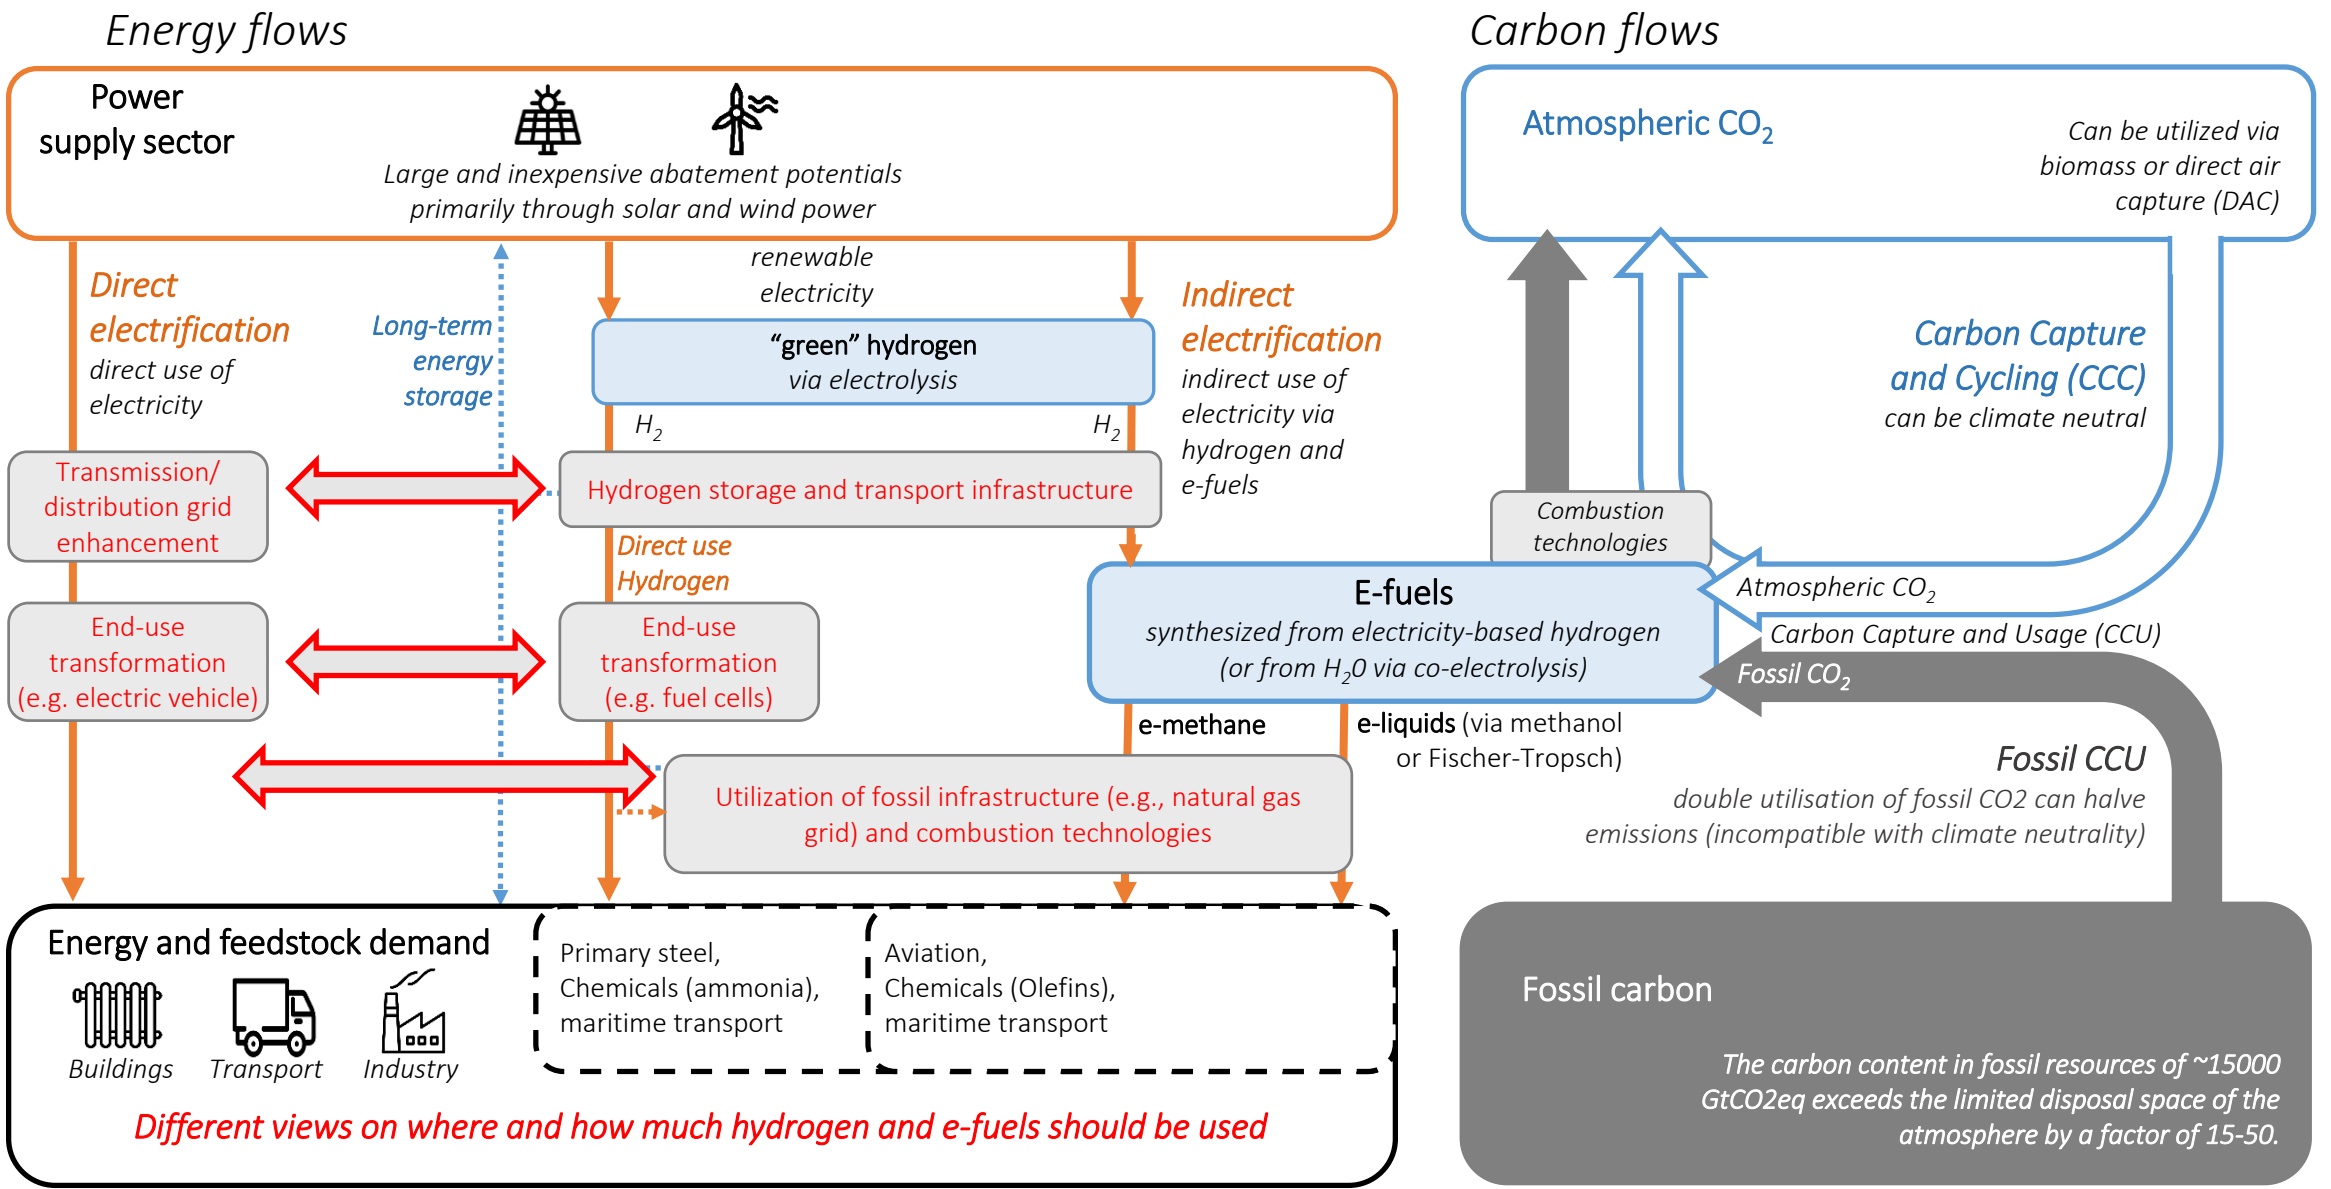 Energy flows
Carbon flows
Power
supply sector
Large and inexpensive abatement potentials
primarily through solar and wind power
Atmospheric CO2
Can be utilized via
biomass or direct air
capture (DAC)
Direct
electrification
direct use of
electricity
Long-term
energy
storage
renewable
electricity
"green" hydrogen
via electrolysis
H2
H2
Indirect
electrification
indirect use of
electricity via
hydrogen and
e-fuels
Carbon Capture
and Cycling (CCC)
can be climate neutral
Transmission/
distribution grid
enhancement
Hydrogen storage and transport infrastructure
Combustion
technologies
Direct use
Hydrogen
End-use
transformation
(e.g. electric vehicle)
End-use
transformation
(e.g. fuel cells)
E-fuels
synthesized from electricity-based hydrogen
(or from H20 via co-electrolysis)
Atmospheric CO2
Carbon Capture and Usage (CCU)
Fossil CO2
e-methane
e-liquids (via methanol
or Fischer-Tropsch)
Fossil CCU
double utilisation of fossil CO2 can halve
emissions (incompatible with climate neutrality)
Utilization of fossil infrastructure (e.g., natural gas
grid) and combustion technologies
Energy and feedstock demand
Buildings
Transport
Industry
Primary steel,
Chemicals (ammonia),
maritime transport
Aviation,
Chemicals (Olefins),
maritime transport
Different views on where and how much hydrogen and e-fuels should be used
Fossil carbon
The carbon content in fossil resources of ~15000
GtCO2eq exceeds the limited disposal space of the
atmosphere by a factor of 15-50.